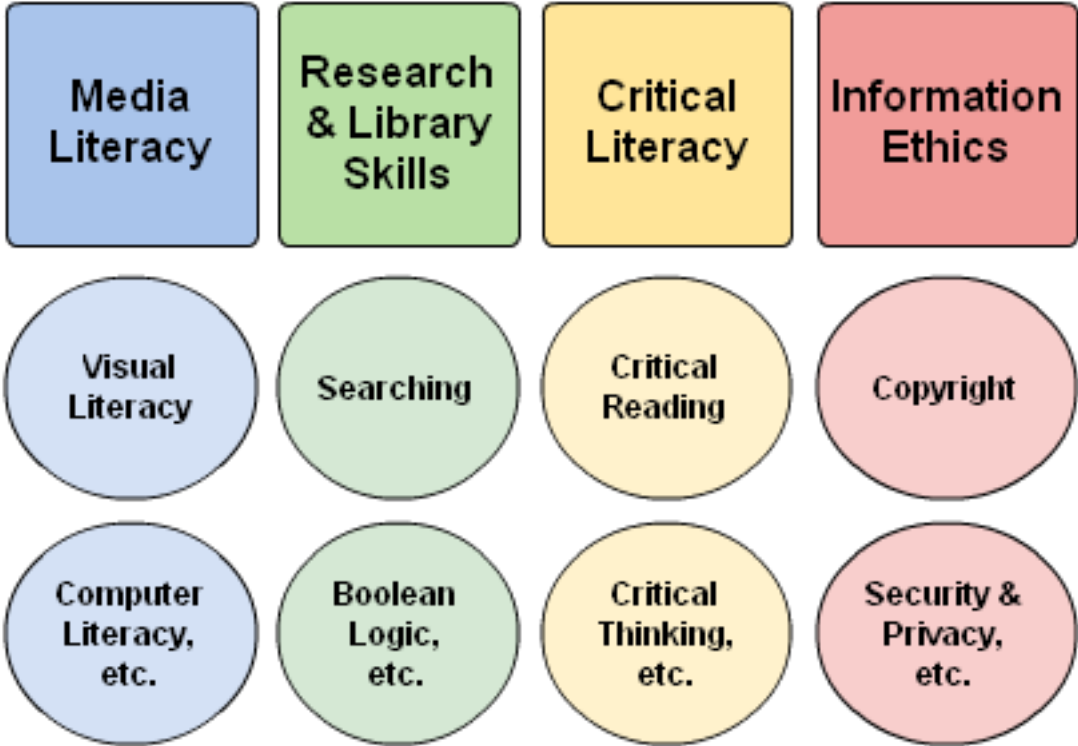 Media
Literacy
Research
& Library
Skills
Critical
Literacy
Information
Ethics
Visual
Literacy
Searching
Critical
Reading
Copyright
Computer
Literacy,
etc.
Boolean
Logic,
etc.
Critical
Thinking,
etc.
Security &
Privacy,
etc.